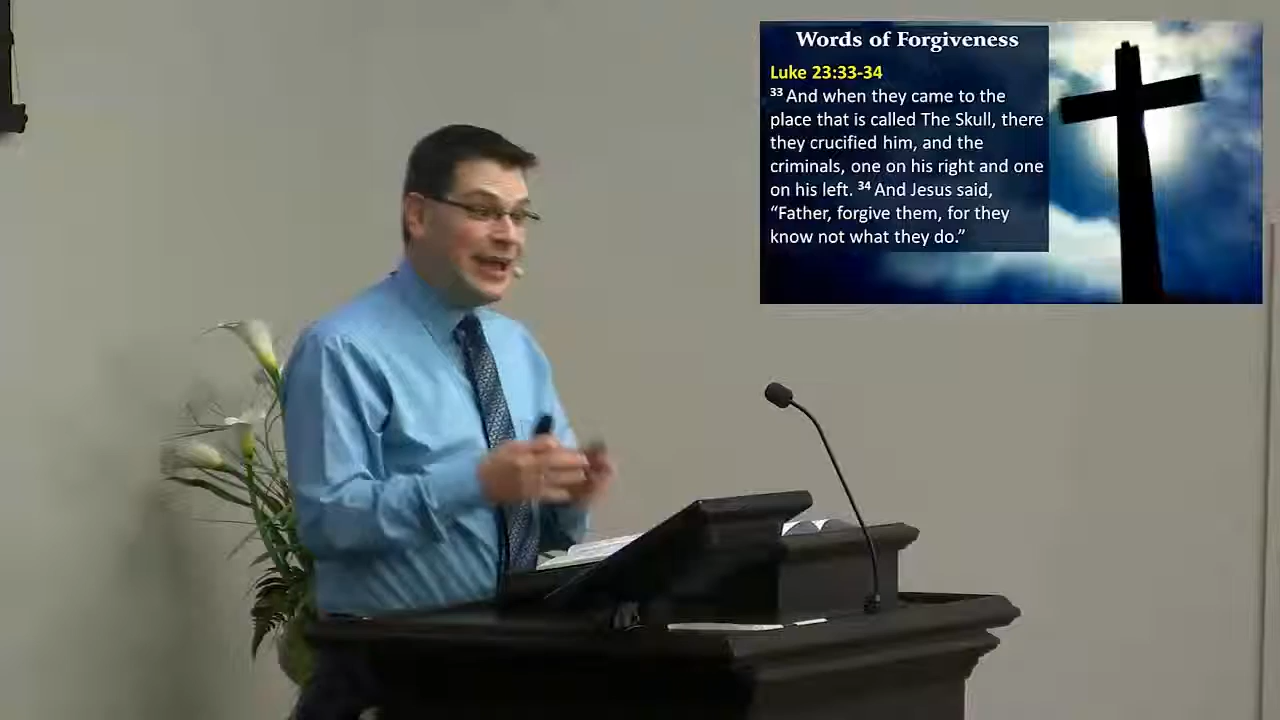 Words of Forgiveness
Luke 23:33-34
³³ And when they came to the
place that is called The Skull, there
they crucified him, and the
criminals, one on his right and one
on his left. ³⁴ And Jesus said,
“Father, forgive them, for they
know not what they do.”